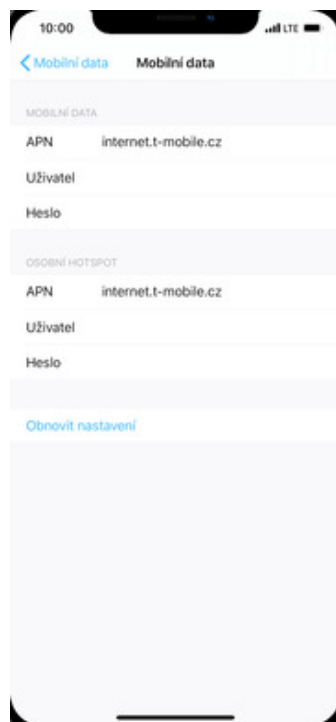 10:00 LTE
Mobilní data Mobilní data
MOBILNÍ DATA
APN internet.t-mobile.cz
Uživatel
Heslo
OSOBNÍ HOTSPOT
APN internet.t-mobile.cz
Uživatel
Heslo
Obnovit nastavení